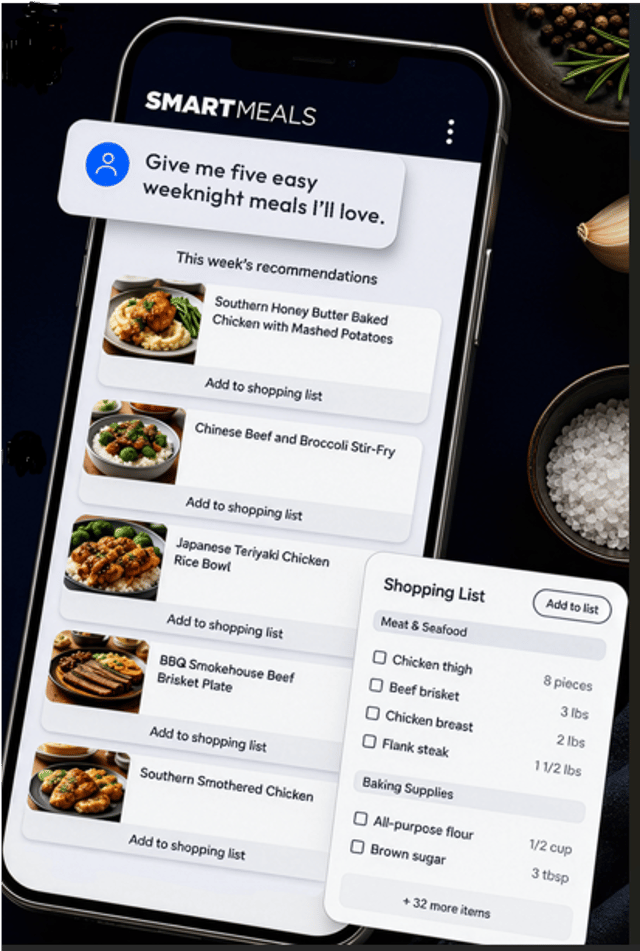 SMARTMEALS
Give me five easy
weeknight meals I'll love.
This week's recommendations
Southern Honey Butter Baked
Chicken with Mashed Potatoes
Add to shopping list
Chinese Beef and Broccoli Stir-Fry
Add to shopping list
Japanese Teriyaki Chicken
Rice Bowl
Add to shopping list
BBQ Smokehouse Beef
Brisket Plate
Add to shopping list
Southern Smothered Chicken
Add to shopping list
Shopping List
Add to list
Meat & Seafood
Chicken thigh 8 pieces
Beef brisket 3 lbs
Chicken breast 2 lbs
Flank steak 1 1/2 lbs
Baking Supplies
All-purpose flour 1/2 cup
Brown sugar 3 tbsp
+ 32 more items